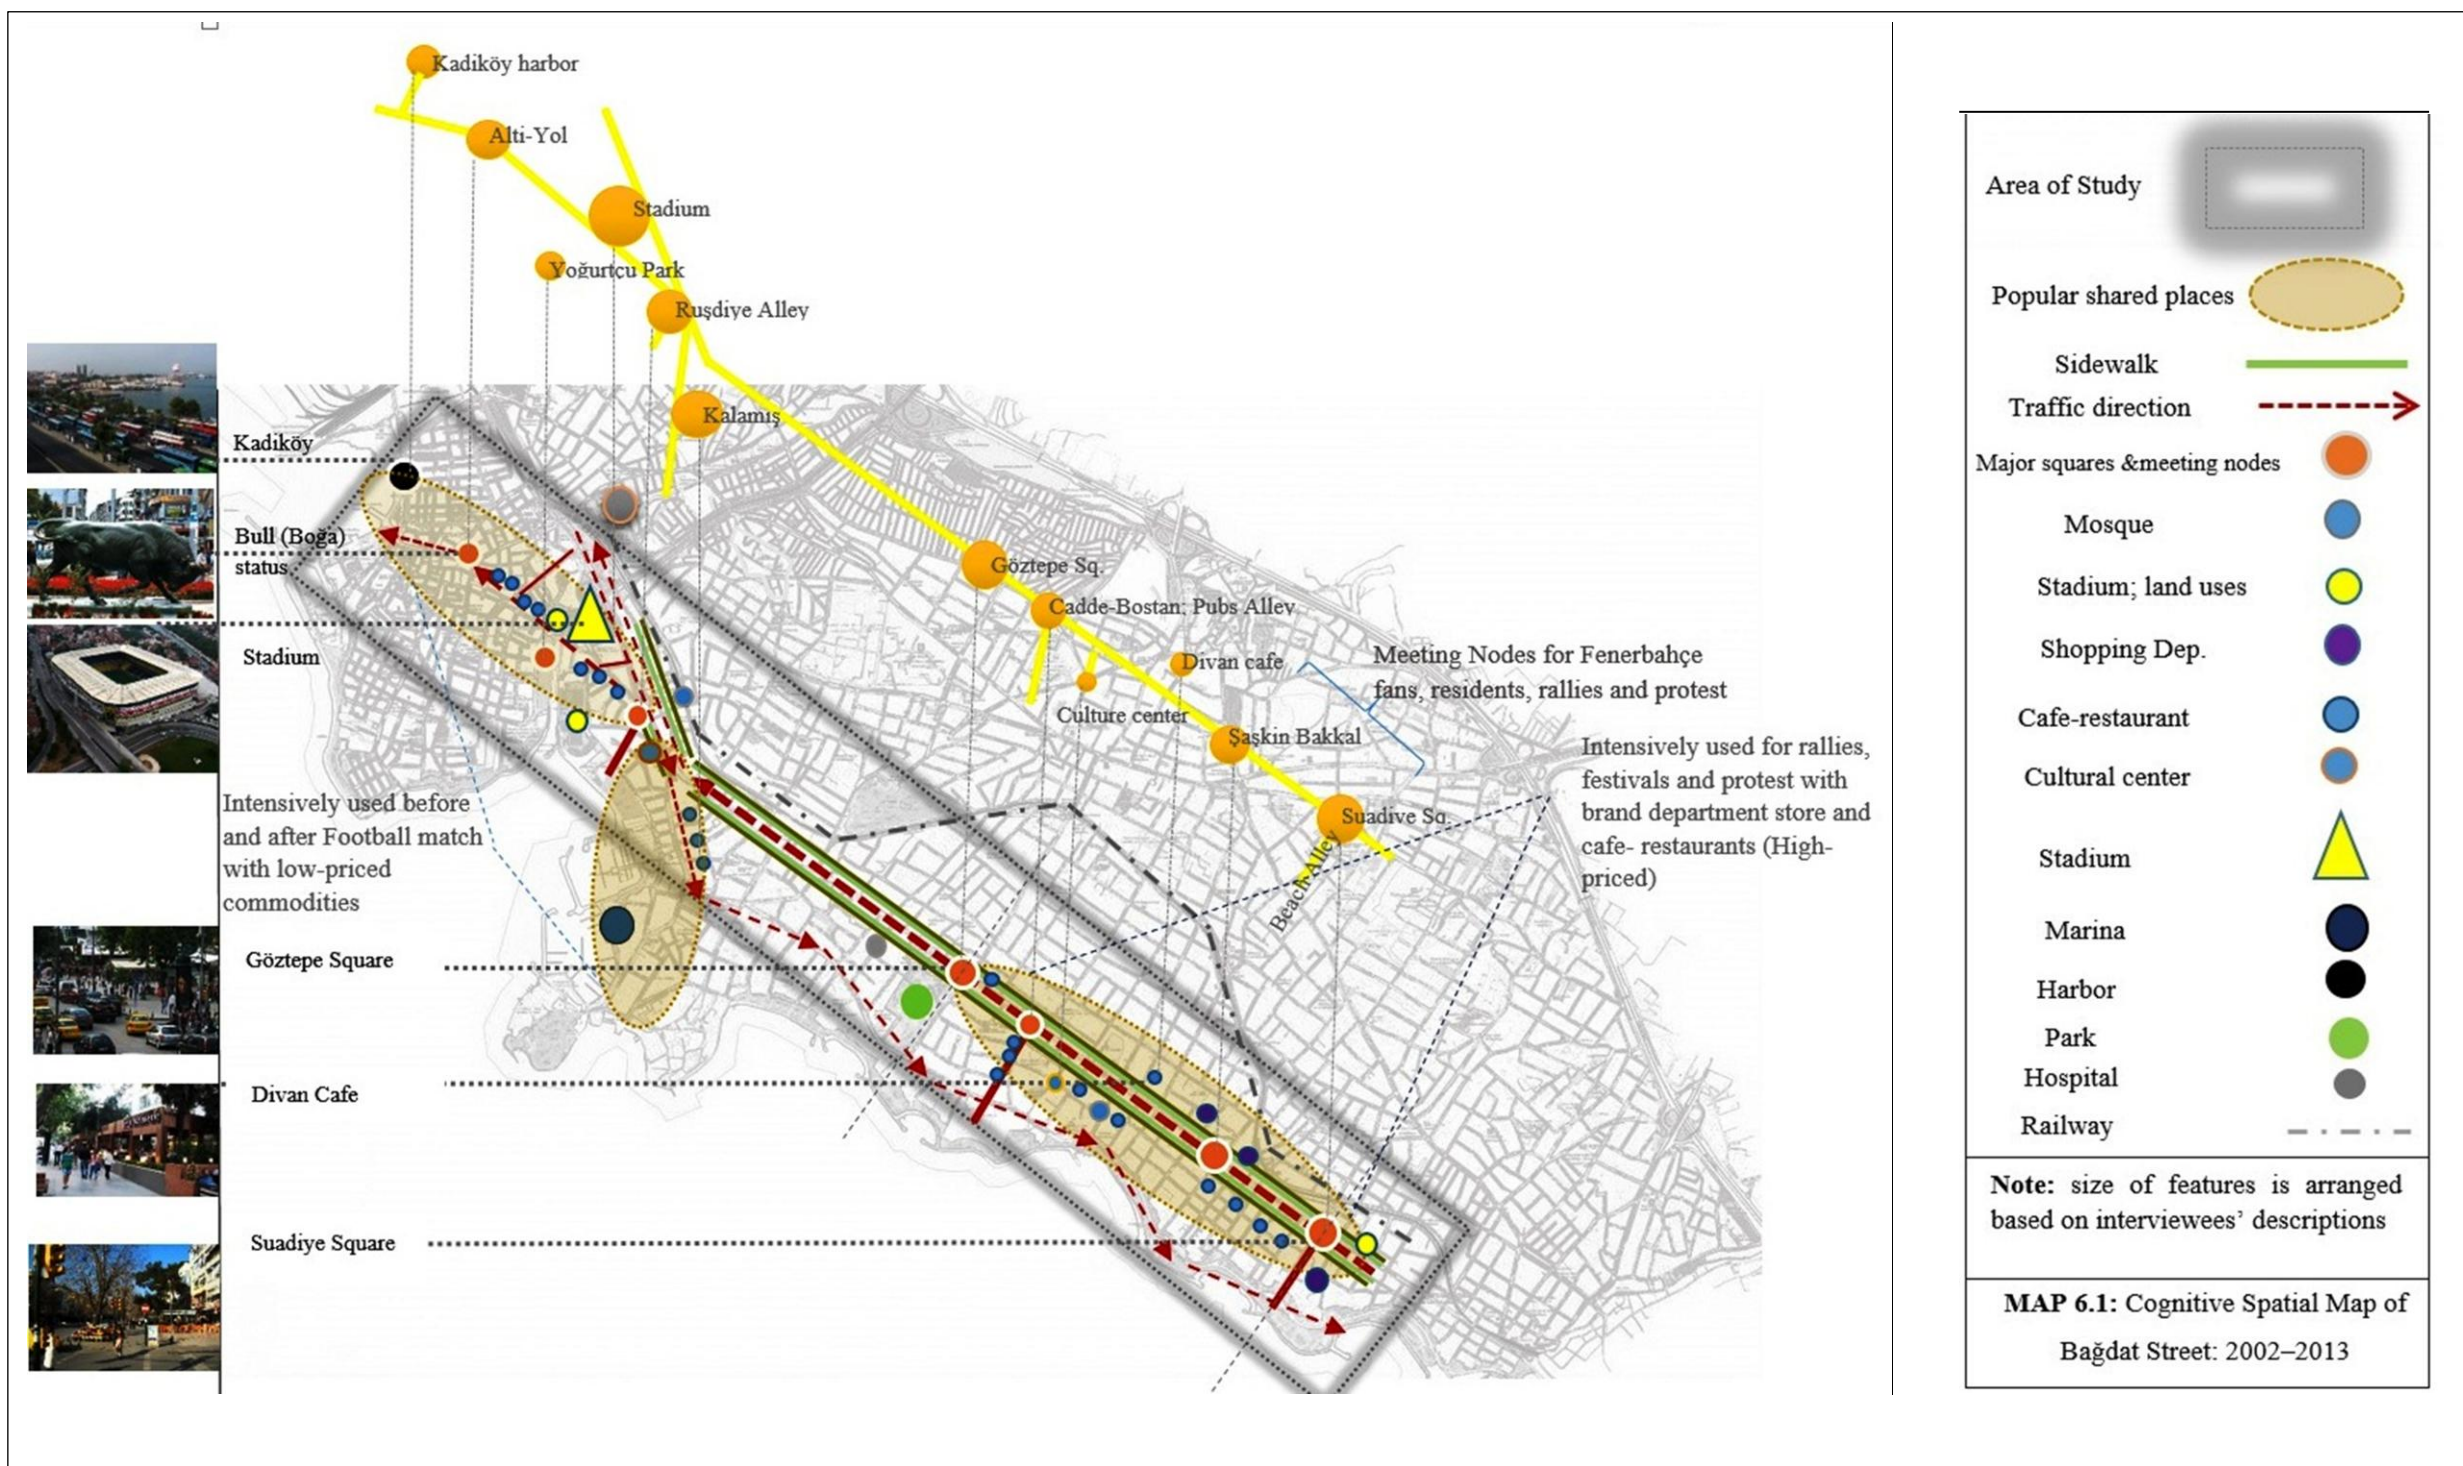 Kadiköy harbor
Alti-Yol
Stadium
Yoğurtçu Park
Ruşdiye Alley
Kalamış
Göztepe Sq.
Cadde-Bostan; Pubs Alley
Divan cafe
Culture center
Şaşkin Bakkal
Suadiye Sq.
Beach Alley
Meeting Nodes for Fenerbahçe
fans, residents, rallies and protest
Intensively used for rallies,
festivals and protest with
brand department store and
cafe- restaurants (High-
priced)
Kadiköy
Bull (Boğa)
status
Stadium
Intensively used before
and after Football match
with low-priced
commodities
Göztepe Square
Divan Cafe
Suadiye Square
Area of Study
Popular shared places
Sidewalk
Traffic direction
Major squares &meeting nodes
Mosque
Stadium; land uses
Shopping Dep.
Cafe-restaurant
Cultural center
Stadium
Marina
Harbor
Park
Hospital
Railway
Note: size of features is arranged
based on interviewees’ descriptions
MAP 6.1: Cognitive Spatial Map of
Bağdat Street: 2002–2013